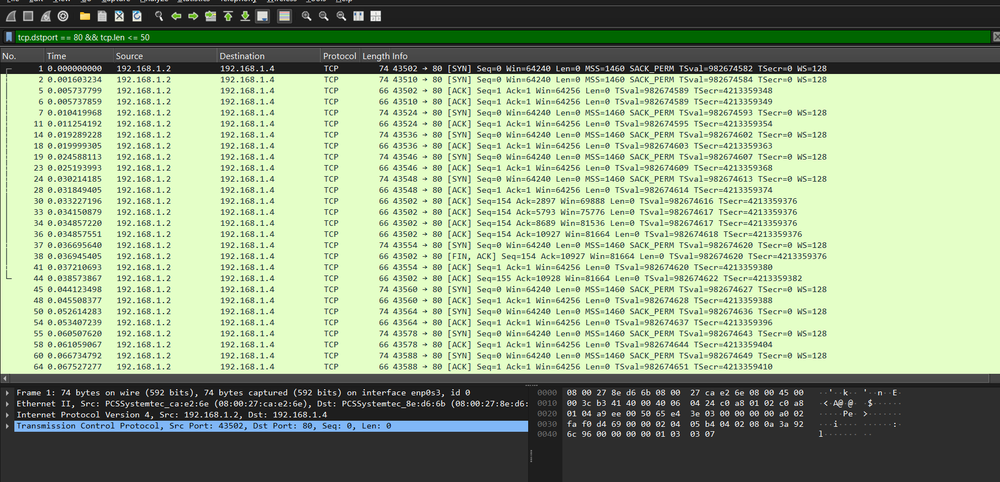 File Edit View Go Capture Analyze Statistics Telephony Wireless Tools Help
tcp.dstport == 80 && tcp.len <= 50
No. Time Source Destination Protocol Length Info
1 0.000000000 192.168.1.2 192.168.1.4 TCP 74 43502 → 80 [SYN] Seq=0 Win=64240 Len=0 MSS=1460 SACK_PERM TSval=982674582 TSecr=0 WS=128
2 0.001603234 192.168.1.2 192.168.1.4 TCP 74 43510 → 80 [SYN] Seq=0 Win=64240 Len=0 MSS=1460 SACK_PERM TSval=982674584 TSecr=0 WS=128
5 0.005737799 192.168.1.2 192.168.1.4 TCP 66 43502 → 80 [ACK] Seq=1 Ack=1 Win=64256 Len=0 TSval=982674589 TSecr=4213359348
6 0.005737859 192.168.1.2 192.168.1.4 TCP 66 43510 → 80 [ACK] Seq=1 Ack=1 Win=64256 Len=0 TSval=982674589 TSecr=4213359349
7 0.010419968 192.168.1.2 192.168.1.4 TCP 74 43524 → 80 [SYN] Seq=0 Win=64240 Len=0 MSS=1460 SACK_PERM TSval=982674593 TSecr=0 WS=128
11 0.011254192 192.168.1.2 192.168.1.4 TCP 66 43524 → 80 [ACK] Seq=1 Ack=1 Win=64256 Len=0 TSval=982674595 TSecr=4213359354
14 0.019289228 192.168.1.2 192.168.1.4 TCP 74 43536 → 80 [SYN] Seq=0 Win=64240 Len=0 MSS=1460 SACK_PERM TSval=982674602 TSecr=0 WS=128
18 0.019999305 192.168.1.2 192.168.1.4 TCP 66 43536 → 80 [ACK] Seq=1 Ack=1 Win=64256 Len=0 TSval=982674603 TSecr=4213359363
19 0.024588113 192.168.1.2 192.168.1.4 TCP 74 43546 → 80 [SYN] Seq=0 Win=64240 Len=0 MSS=1460 SACK_PERM TSval=982674607 TSecr=0 WS=128
23 0.025193993 192.168.1.2 192.168.1.4 TCP 66 43546 → 80 [ACK] Seq=1 Ack=1 Win=64256 Len=0 TSval=982674609 TSecr=4213359368
24 0.030214185 192.168.1.2 192.168.1.4 TCP 74 43548 → 80 [SYN] Seq=0 Win=64240 Len=0 MSS=1460 SACK_PERM TSval=982674613 TSecr=0 WS=128
28 0.031849405 192.168.1.2 192.168.1.4 TCP 66 43548 → 80 [ACK] Seq=1 Ack=1 Win=64256 Len=0 TSval=982674614 TSecr=4213359374
30 0.033227196 192.168.1.2 192.168.1.4 TCP 66 43502 → 80 [ACK] Seq=154 Ack=2897 Win=69888 Len=0 TSval=982674616 TSecr=4213359376
33 0.034150879 192.168.1.2 192.168.1.4 TCP 66 43502 → 80 [ACK] Seq=154 Ack=5793 Win=75776 Len=0 TSval=982674617 TSecr=4213359376
34 0.034857220 192.168.1.2 192.168.1.4 TCP 66 43502 → 80 [ACK] Seq=154 Ack=8689 Win=81536 Len=0 TSval=982674617 TSecr=4213359376
36 0.034857551 192.168.1.2 192.168.1.4 TCP 66 43502 → 80 [ACK] Seq=154 Ack=10927 Win=81664 Len=0 TSval=982674618 TSecr=4213359376
37 0.036695640 192.168.1.2 192.168.1.4 TCP 74 43554 → 80 [SYN] Seq=0 Win=64240 Len=0 MSS=1460 SACK_PERM TSval=982674620 TSecr=0 WS=128
38 0.036945405 192.168.1.2 192.168.1.4 TCP 66 43502 → 80 [FIN, ACK] Seq=154 Ack=10927 Win=81664 Len=0 TSval=982674620 TSecr=4213359376
41 0.037210693 192.168.1.2 192.168.1.4 TCP 66 43554 → 80 [ACK] Seq=1 Ack=1 Win=64256 Len=0 TSval=982674620 TSecr=4213359380
44 0.038573867 192.168.1.2 192.168.1.4 TCP 66 43502 → 80 [ACK] Seq=155 Ack=10928 Win=81664 Len=0 TSval=982674622 TSecr=4213359382
45 0.044123498 192.168.1.2 192.168.1.4 TCP 74 43560 → 80 [SYN] Seq=0 Win=64240 Len=0 MSS=1460 SACK_PERM TSval=982674627 TSecr=0 WS=128
48 0.045508377 192.168.1.2 192.168.1.4 TCP 66 43560 → 80 [ACK] Seq=1 Ack=1 Win=64256 Len=0 TSval=982674628 TSecr=4213359388
50 0.052614283 192.168.1.2 192.168.1.4 TCP 74 43564 → 80 [SYN] Seq=0 Win=64240 Len=0 MSS=1460 SACK_PERM TSval=982674636 TSecr=0 WS=128
54 0.053407239 192.168.1.2 192.168.1.4 TCP 66 43564 → 80 [ACK] Seq=1 Ack=1 Win=64256 Len=0 TSval=982674637 TSecr=4213359396
55 0.060507620 192.168.1.2 192.168.1.4 TCP 74 43578 → 80 [SYN] Seq=0 Win=64240 Len=0 MSS=1460 SACK_PERM TSval=982674643 TSecr=0 WS=128
58 0.061059067 192.168.1.2 192.168.1.4 TCP 66 43578 → 80 [ACK] Seq=1 Ack=1 Win=64256 Len=0 TSval=982674644 TSecr=4213359404
60 0.066734792 192.168.1.2 192.168.1.4 TCP 74 43588 → 80 [SYN] Seq=0 Win=64240 Len=0 MSS=1460 SACK_PERM TSval=982674649 TSecr=0 WS=128
64 0.067527277 192.168.1.2 192.168.1.4 TCP 66 43588 → 80 [ACK] Seq=1 Ack=1 Win=64256 Len=0 TSval=982674651 TSecr=4213359410
Frame 1: 74 bytes on wire (592 bits), 74 bytes captured (592 bits) on interface enp0s3, id 0
Ethernet II, Src: PCSSystemtec_ca:e2:6e (08:00:27:ca:e2:6e), Dst: PCSSystemtec_8e:d6:6b (08:00:27:8e:d6:
Internet Protocol Version 4, Src: 192.168.1.2, Dst: 192.168.1.4
Transmission Control Protocol, Src Port: 43502, Dst Port: 80, Seq: 0, Len: 0
0000 08 00 27 8e d6 6b 08 00 27 ca e2 6e 08 00 45 00 ··'··k·· '··n··E·
0010 00 3c b3 41 40 00 40 06 04 24 c0 a8 01 02 c0 a8 ·<·A@·@· ·$······
0020 01 04 a9 ee 00 50 65 e4 3e 03 00 00 00 00 a0 02 ·····Pe· >·······
0030 fa f0 d4 69 00 00 02 04 05 b4 04 02 08 0a 3a 92 ···i···· ······:·
0040 6c 96 00 00 00 00 01 03 03 07 l······· ··